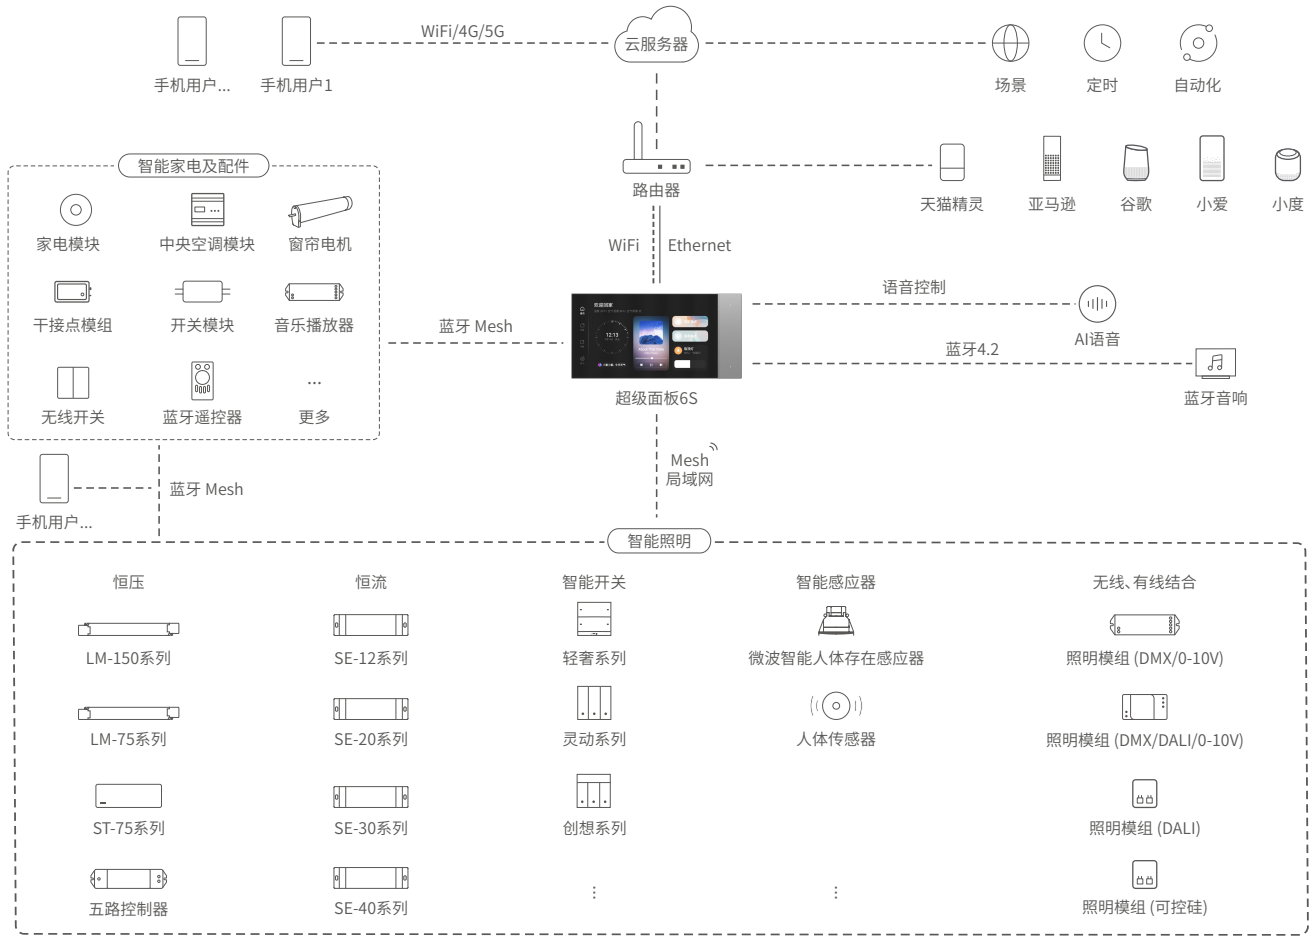 WiFi/4G/5G
云服务器
手机用户...
手机用户1
场景
定时
自动化
智能家电及配件
路由器
天猫精灵
亚马逊
谷歌
小爱
小度
家电模块
中央空调模块
窗帘电机
WiFi
Ethernet
语音控制
12:13
干接点模组
开关模块
音乐播放器
蓝牙 Mesh
AI语音
蓝牙4.2
超级面板6S
蓝牙音响
...
无线开关
蓝牙遥控器
更多
Mesh
局域网
蓝牙 Mesh
手机用户...
智能照明
恒压
恒流
智能开关
智能感应器
无线、有线结合
LM-150系列
SE-12系列
轻奢系列
微波智能人体存在感应器
照明模组 (DMX/0-10V)
LM-75系列
SE-20系列
灵动系列
人体传感器
照明模组 (DMX/DALI/0-10V)
ST-75系列
SE-30系列
创想系列
照明模组 (DALI)
五路控制器
SE-40系列
照明模组 (可控硅)